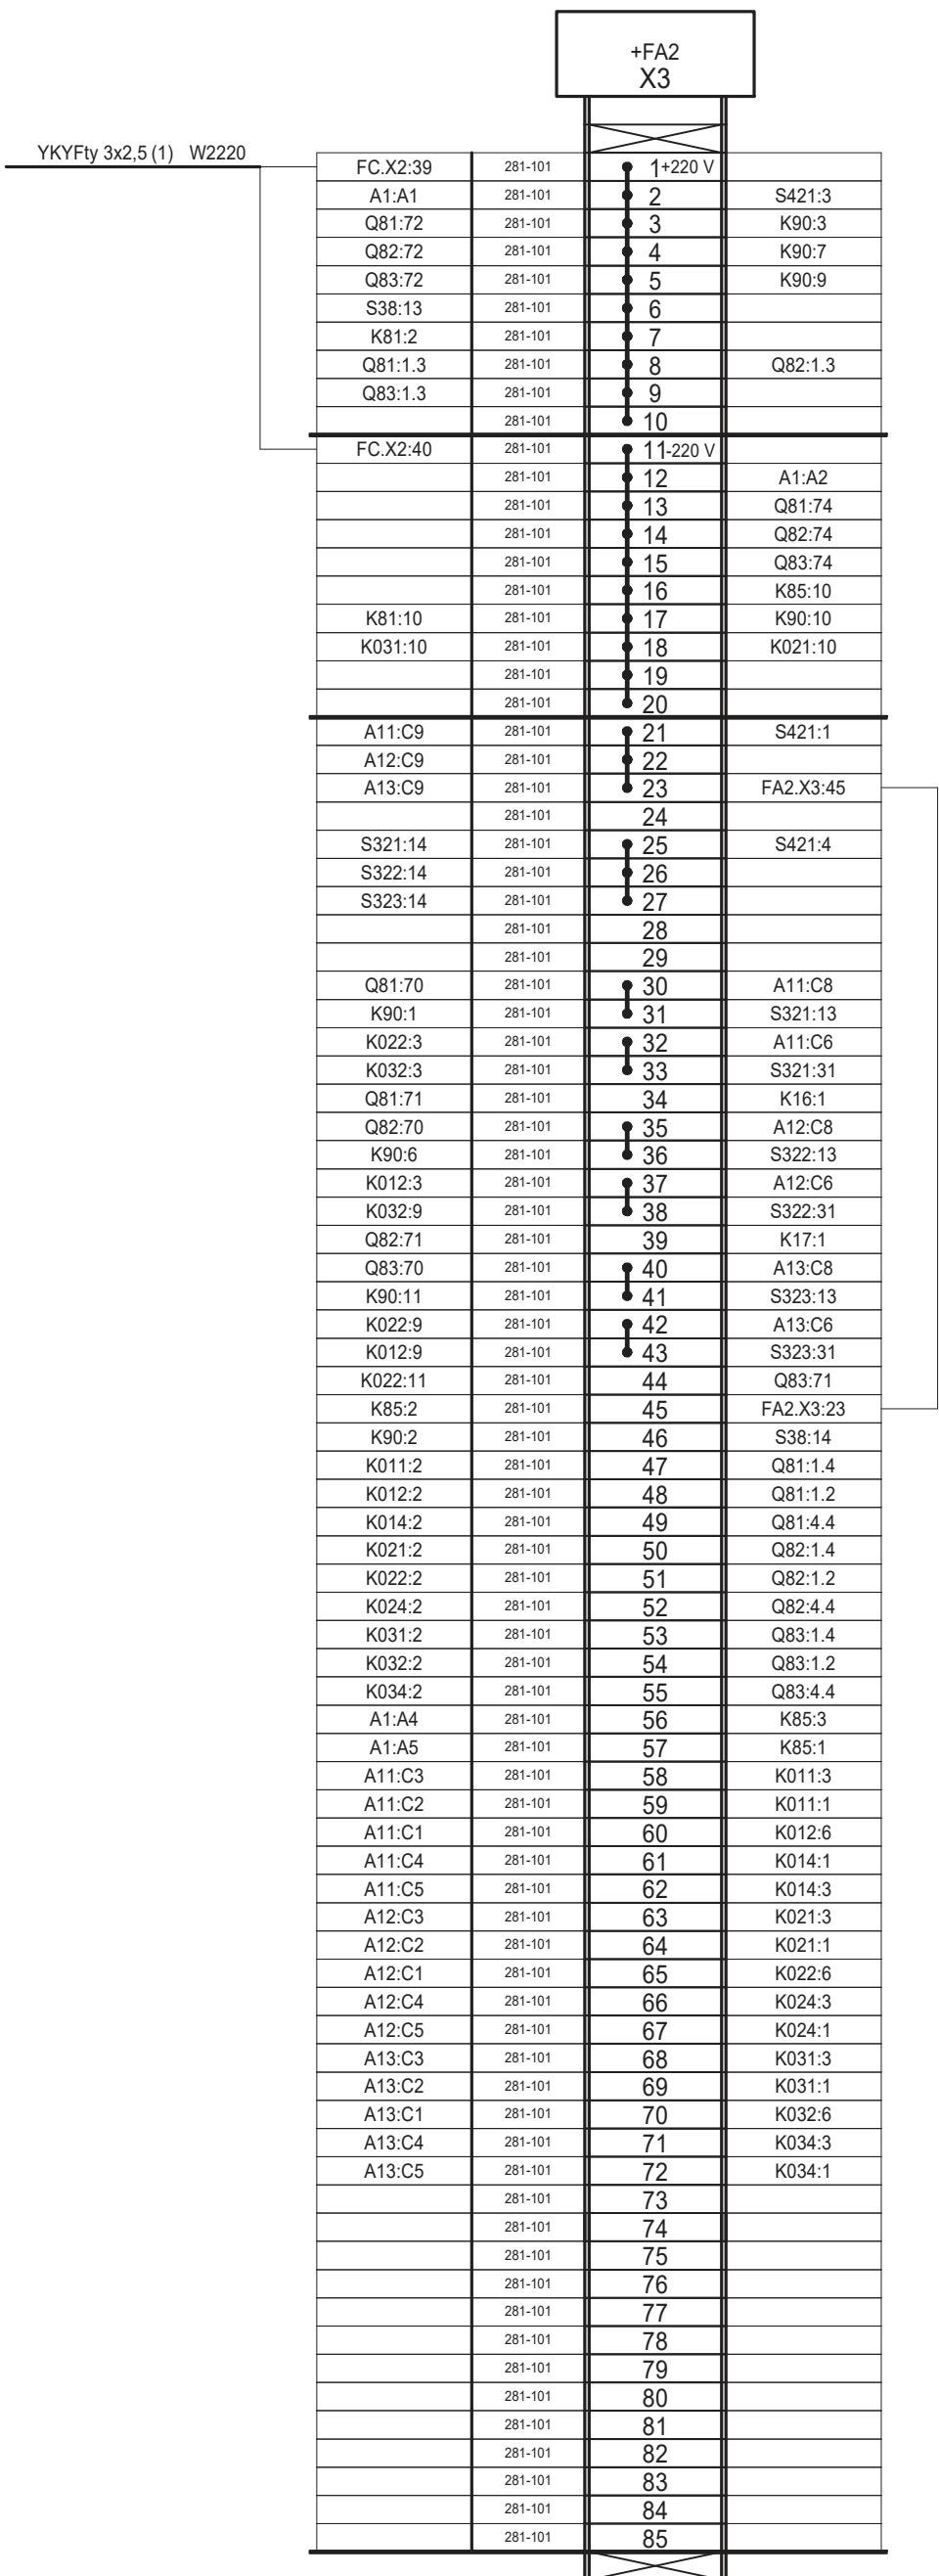 +FA2
X3
YKYFty 3x2,5 (1) W2220
FC.X2:39 281-101 1 +220 V
A1:A1 281-101 2 S421:3
Q81:72 281-101 3 K90:3
Q82:72 281-101 4 K90:7
Q83:72 281-101 5 K90:9
S38:13 281-101 6
K81:2 281-101 7
Q81:1.3 281-101 8 Q82:1.3
Q83:1.3 281-101 9
281-101 10
FC.X2:40 281-101 11 -220 V
281-101 12 A1:A2
281-101 13 Q81:74
281-101 14 Q82:74
281-101 15 Q83:74
281-101 16 K85:10
K81:10 281-101 17 K90:10
K031:10 281-101 18 K021:10
281-101 19
281-101 20
A11:C9 281-101 21 S421:1
A12:C9 281-101 22
A13:C9 281-101 23 FA2.X3:45
281-101 24
S321:14 281-101 25 S421:4
S322:14 281-101 26
S323:14 281-101 27
281-101 28
281-101 29
Q81:70 281-101 30 A11:C8
K90:1 281-101 31 S321:13
K022:3 281-101 32 A11:C6
K032:3 281-101 33 S321:31
Q81:71 281-101 34 K16:1
Q82:70 281-101 35 A12:C8
K90:6 281-101 36 S322:13
K012:3 281-101 37 A12:C6
K032:9 281-101 38 S322:31
Q82:71 281-101 39 K17:1
Q83:70 281-101 40 A13:C8
K90:11 281-101 41 S323:13
K022:9 281-101 42 A13:C6
K012:9 281-101 43 S323:31
K022:11 281-101 44 Q83:71
K85:2 281-101 45 FA2.X3:23
K90:2 281-101 46 S38:14
K011:2 281-101 47 Q81:1.4
K012:2 281-101 48 Q81:1.2
K014:2 281-101 49 Q81:4.4
K021:2 281-101 50 Q82:1.4
K022:2 281-101 51 Q82:1.2
K024:2 281-101 52 Q82:4.4
K031:2 281-101 53 Q83:1.4
K032:2 281-101 54 Q83:1.2
K034:2 281-101 55 Q83:4.4
A1:A4 281-101 56 K85:3
A1:A5 281-101 57 K85:1
A11:C3 281-101 58 K011:3
A11:C2 281-101 59 K011:1
A11:C1 281-101 60 K012:6
A11:C4 281-101 61 K014:1
A11:C5 281-101 62 K014:3
A12:C3 281-101 63 K021:3
A12:C2 281-101 64 K021:1
A12:C1 281-101 65 K022:6
A12:C4 281-101 66 K024:3
A12:C5 281-101 67 K024:1
A13:C3 281-101 68 K031:3
A13:C2 281-101 69 K031:1
A13:C1 281-101 70 K032:6
A13:C4 281-101 71 K034:3
A13:C5 281-101 72 K034:1
281-101 73
281-101 74
281-101 75
281-101 76
281-101 77
281-101 78
281-101 79
281-101 80
281-101 81
281-101 82
281-101 83
281-101 84
281-101 85